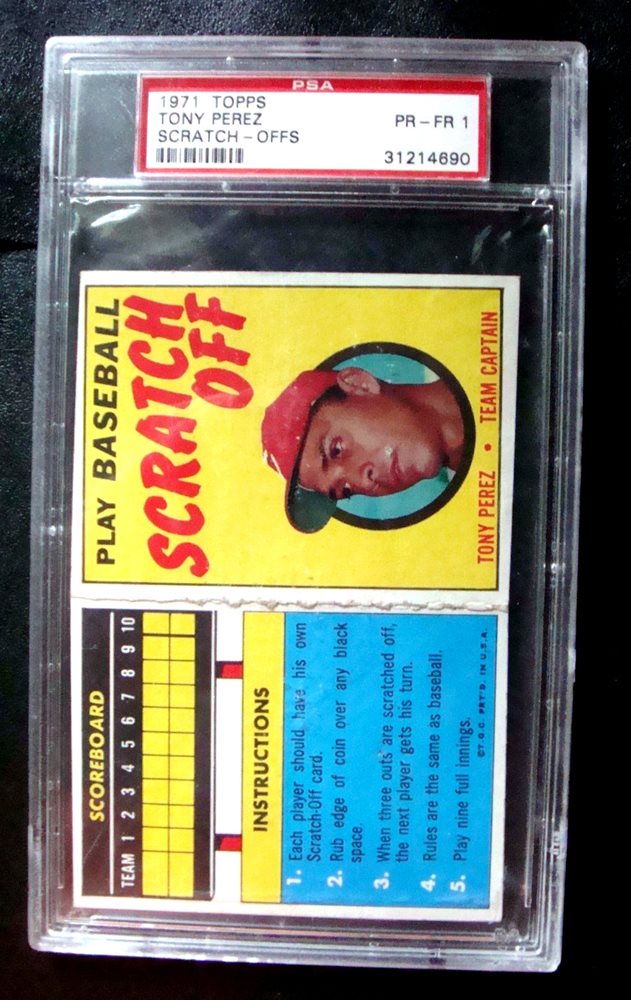 PSA
1971 TOPPS
TONY PEREZ
SCRATCH-OFFS
PR-FR 1
31214690
PLAY BASEBALL
SCRATCH
OFF
TONY PEREZ • TEAM CAPTAIN
SCOREBOARD
TEAM 1 2 3 4 5 6 7 8 9 10
INSTRUCTIONS
1. Each player should have his own
Scratch-Off card.
2. Rub edge of coin over any black
space.
3. When three outs are scratched off,
the next player gets his turn.
4. Rules are the same as baseball.
5. Play nine full innings.
©T.C.G. PRT'D. IN U.S.A.